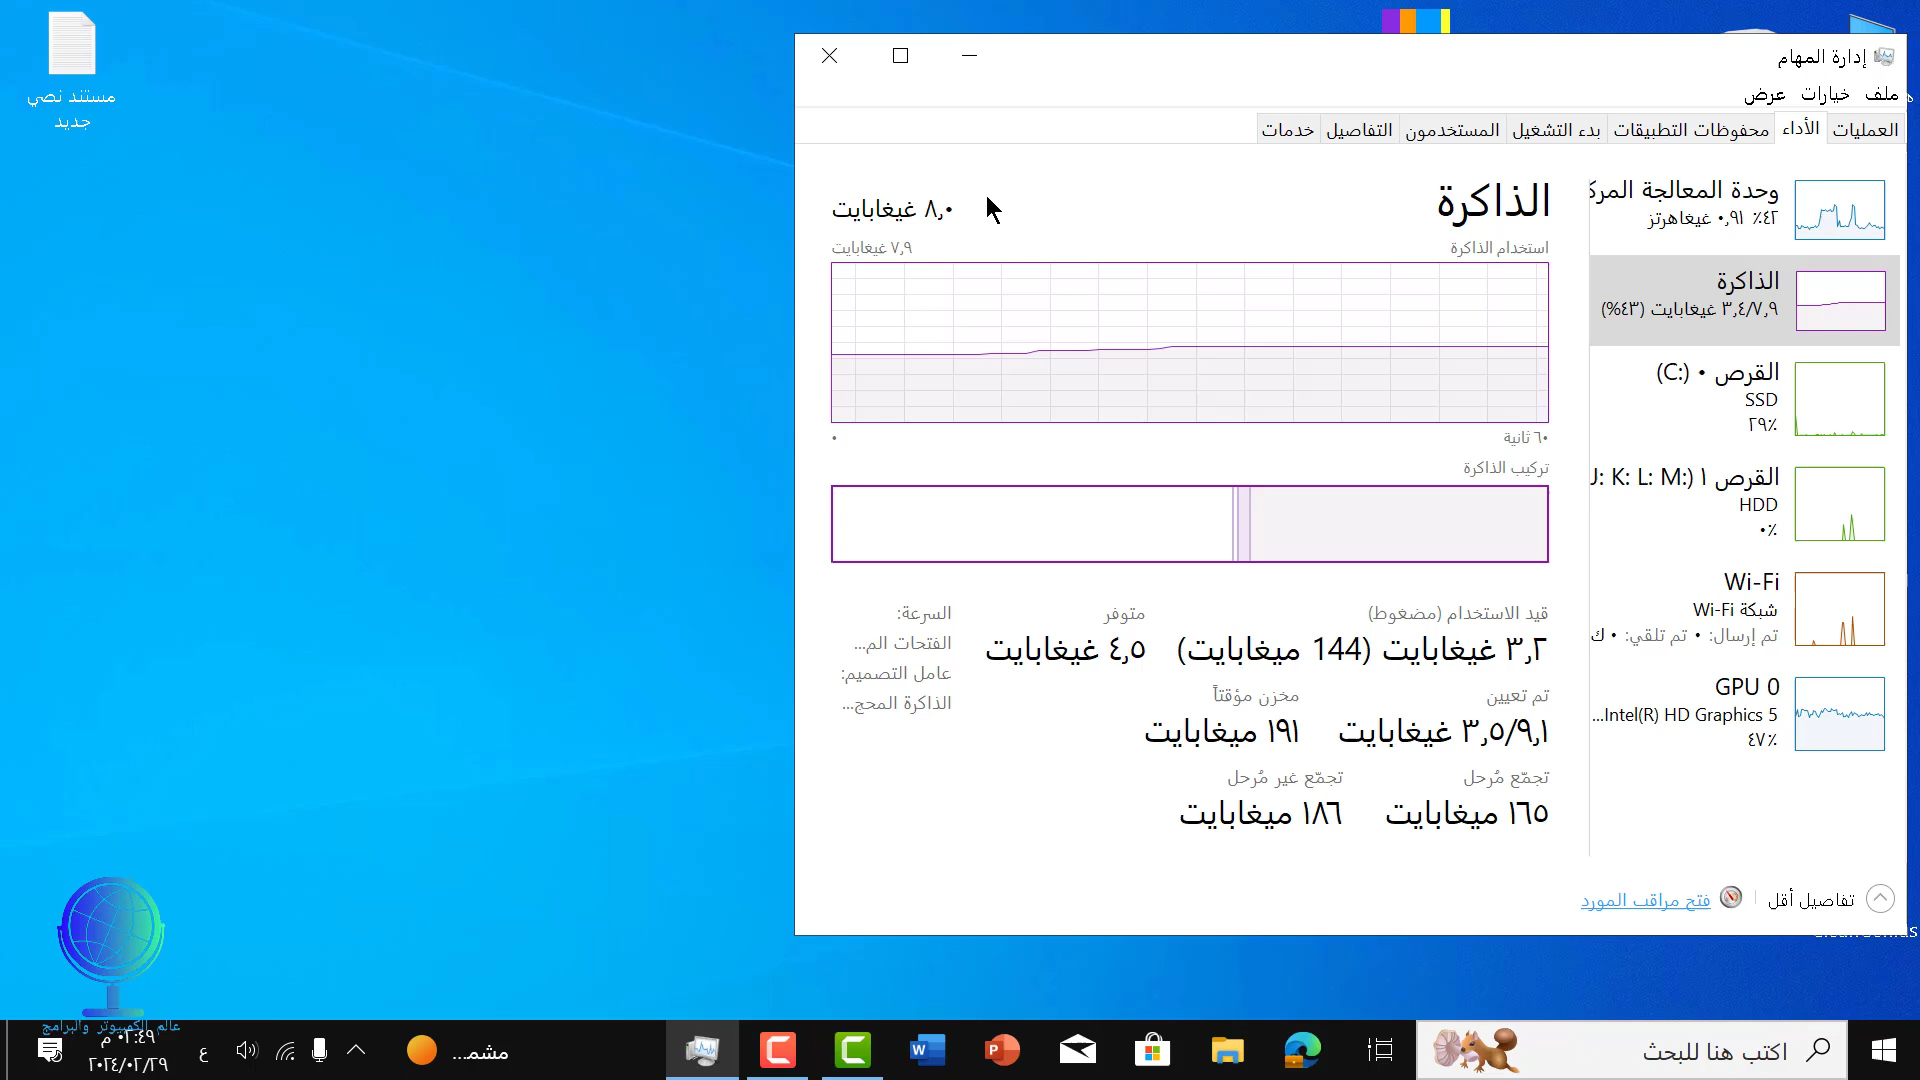 مستند نصي
جديد
إدارة المهام
ملف خيارات عرض
العمليات الأداء محفوظات التطبيقات بدء التشغيل المستخدمون التفاصيل خدمات
وحدة المعالجة المرك
٤٢٪ ٠٫٩١ غيغاهرتز
الذاكرة
٣٫٤/٧٫٩ غيغابايت (٤٣%)
القرص ٠ (C:)
SSD
٢٩٪
القرص ١ (J: K: L: M:
HDD
٠٪
Wi-Fi
شبكة Wi-Fi
تم إرسال: ٠ تم تلقي: ٠ ك
GPU 0
Intel(R) HD Graphics 5...
٤٧٪
الذاكرة
٨٫٠ غيغابايت
استخدام الذاكرة
٧٫٩ غيغابايت
٦٠ ثانية
٠
تركيب الذاكرة
قيد الاستخدام (مضغوط)
متوفر
٣٫٢ غيغابايت (144 ميغابايت)
٤٫٥ غيغابايت
تم تعيين
مخزن مؤقتاً
٣٫٥/٩٫١ غيغابايت
١٩١ ميغابايت
تجمّع مُرحل
تجمّع غير مُرحل
١٦٥ ميغابايت
١٨٦ ميغابايت
السرعة:
الفتحات الم...
عامل التصميم:
الذاكرة المحج...
تفاصيل أقل
فتح مراقب المورد
عالم الكمبيوتر والبرامج
اكتب هنا للبحث
مشمـ...
ع
٠٢:٤٩ م
٢٠٢٤/٠٢/٢٩